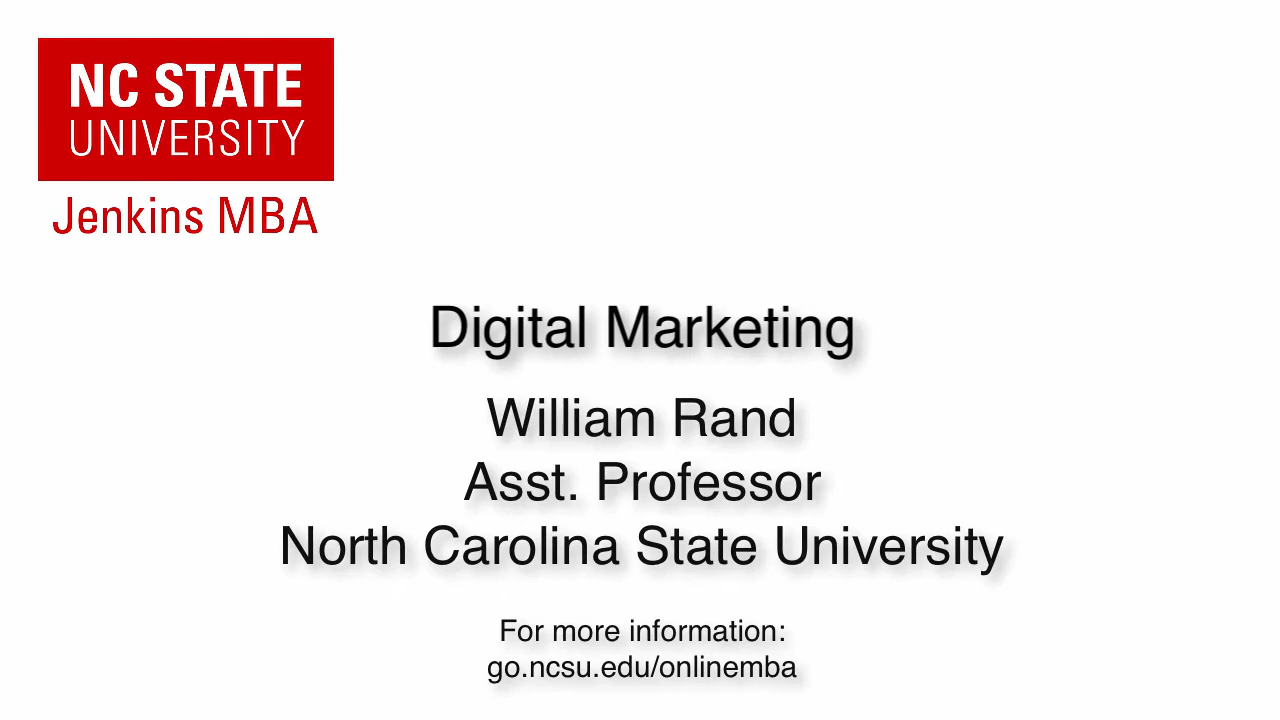 NC STATE
UNIVERSITY
Jenkins MBA
Digital Marketing
William Rand
Asst. Professor
North Carolina State University
For more information:
go.ncsu.edu/onlinemba